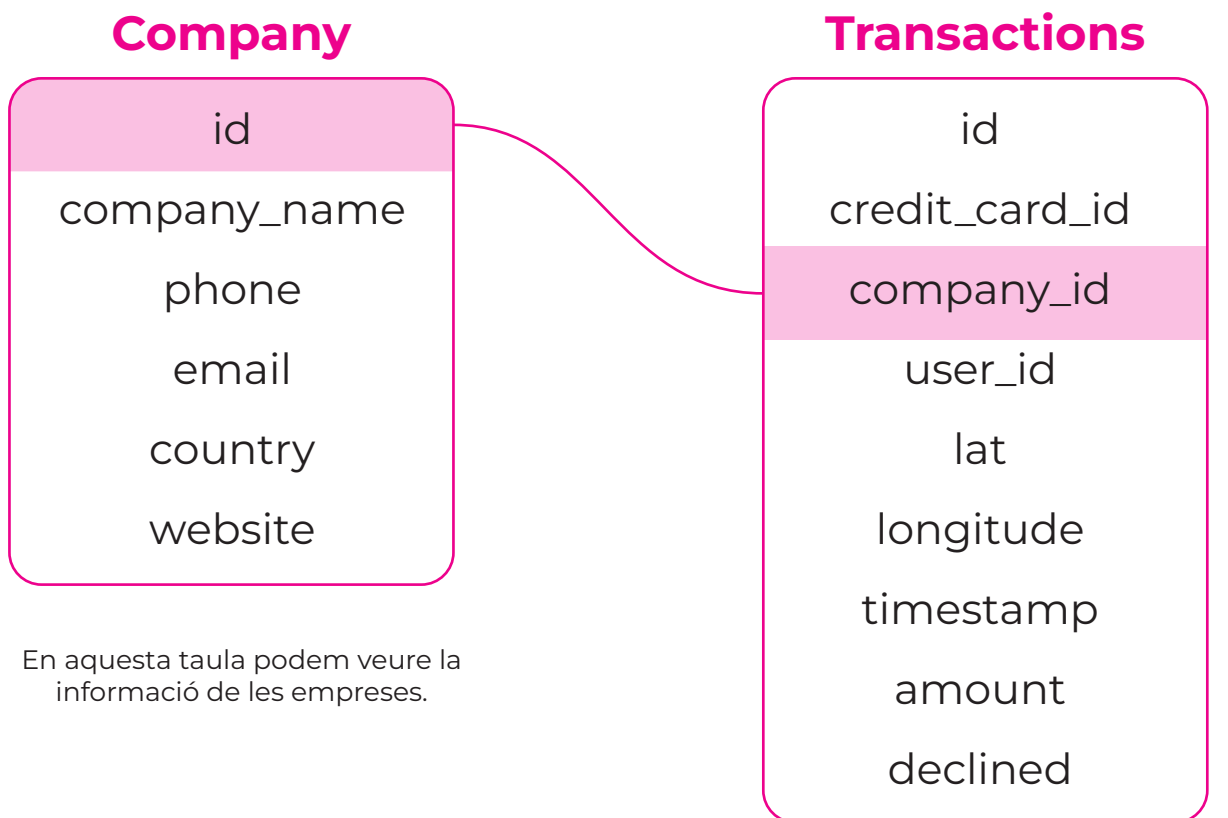 Company
id
company_name
phone
email
country
website
En aquesta taula podem veure la
informació de les empreses.
Transactions
id
credit_card_id
company_id
user_id
lat
longitude
timestamp
amount
declined